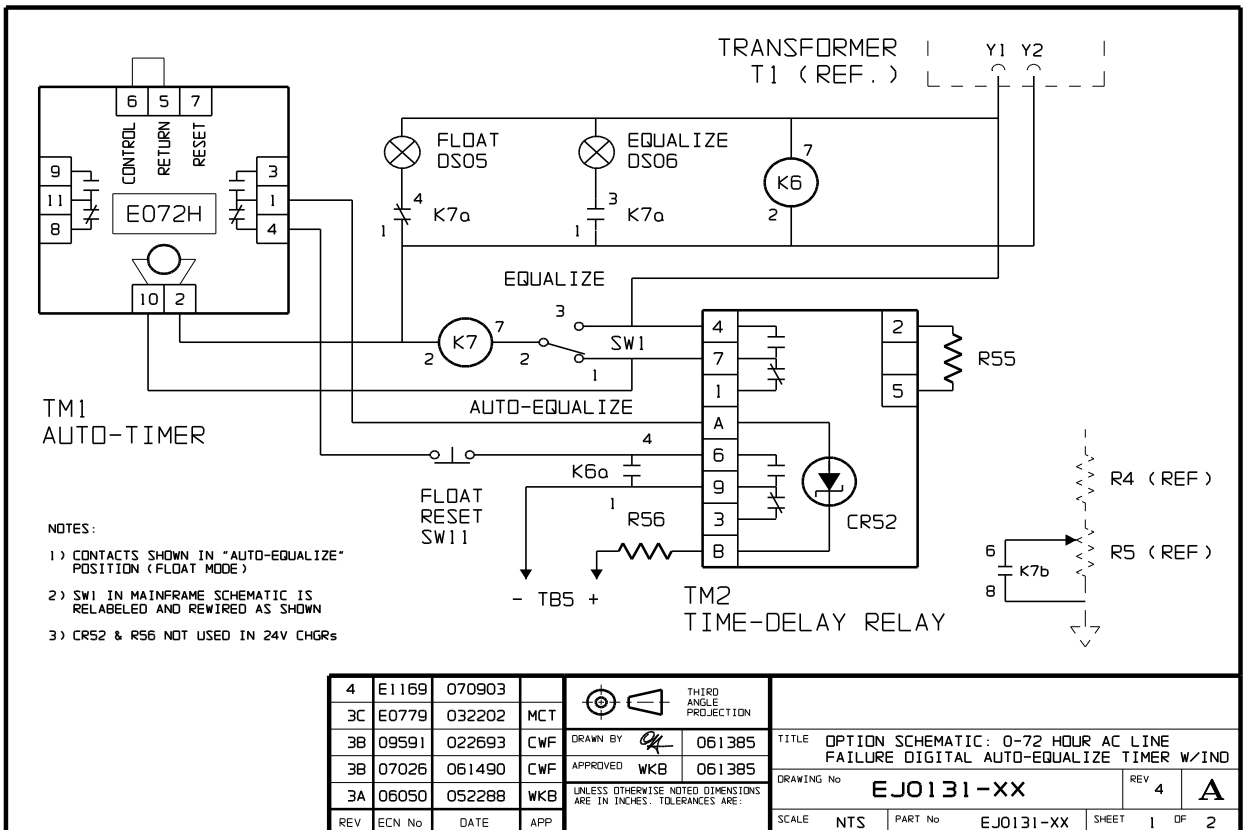 TRANSFORMER
T1 (REF.)
Y1 Y2
6 5 7
CONTROL
RETURN
RESET
9
11
8
3
1
4
E072H
10 2
FLOAT
DS05
4
K7a
1
EQUALIZE
DS06
3
K7a
1
7
K6
2
EQUALIZE
3
7
K7
2
2
SW1
1
4
7
1
A
6
9
3
B
2
5
R55
TM1
AUTO-TIMER
AUTO-EQUALIZE
4
K6a
1
FLOAT
RESET
SW11
R56
CR52
- TB5 +
TM2
TIME-DELAY RELAY
R4 (REF)
R5 (REF)
6
K7b
8
NOTES:
1) CONTACTS SHOWN IN "AUTO-EQUALIZE"
POSITION (FLOAT MODE)
2) SW1 IN MAINFRAME SCHEMATIC IS
RELABELED AND REWIRED AS SHOWN
3) CR52 & R56 NOT USED IN 24V CHGRs
4 E1169 070903
3C E0779 032202 MCT
3B 09591 022693 CWF
3B 07026 061490 CWF
3A 06050 052288 WKB
REV ECN No DATE APP
THIRD
ANGLE
PROJECTION
DRAWN BY 061385
APPROVED WKB 061385
UNLESS OTHERWISE NOTED DIMENSIONS
ARE IN INCHES. TOLERANCES ARE:
TITLE OPTION SCHEMATIC: 0-72 HOUR AC LINE
FAILURE DIGITAL AUTO-EQUALIZE TIMER W/IND
DRAWING No EJ0131-XX REV 4 A
SCALE NTS PART No EJ0131-XX SHEET 1 OF 2